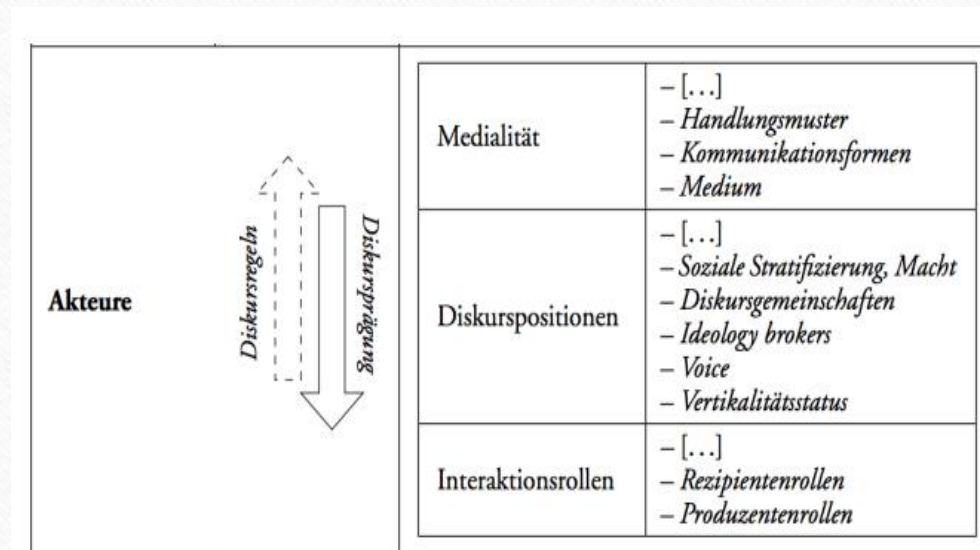 Akteure
Diskursregeln
Diskursprägung
Medialität
– […]
– Handlungsmuster
– Kommunikationsformen
– Medium
Diskurspositionen
– […]
– Soziale Stratifizierung, Macht
– Diskursgemeinschaften
– Ideology brokers
– Voice
– Vertikalitätsstatus
Interaktionsrollen
– […]
– Rezipientenrollen
– Produzentenrollen